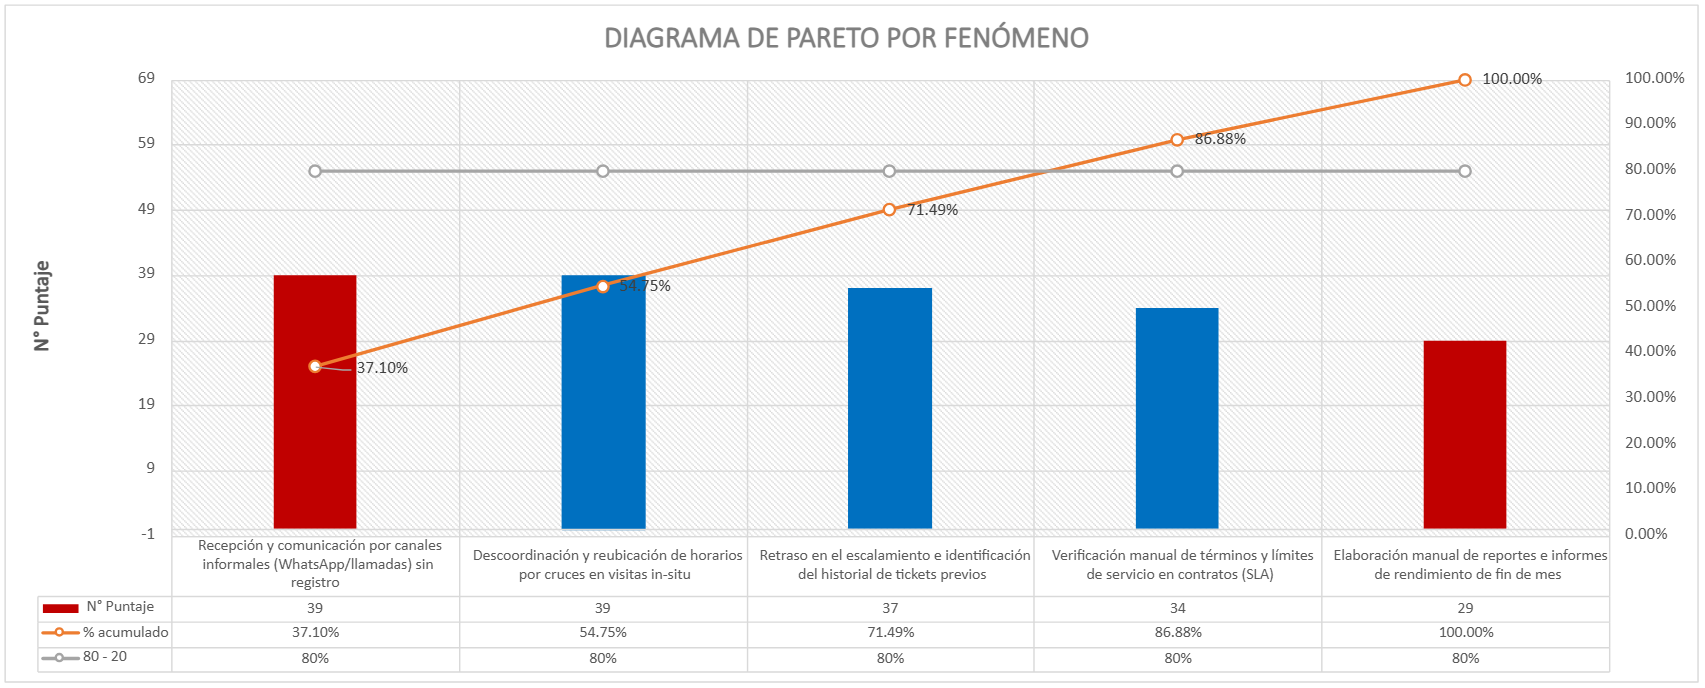 DIAGRAMA DE PARETO POR FENÓMENO
N° Puntaje
69
59
49
39
29
19
9
-1
100.00%
90.00%
80.00%
70.00%
60.00%
50.00%
40.00%
30.00%
20.00%
10.00%
0.00%
37.10%
54.75%
71.49%
86.88%
100.00%
Recepción y comunicación por canales
informales (WhatsApp/llamadas) sin
registro
Descoordinación y reubicación de horarios
por cruces en visitas in-situ
Retraso en el escalamiento e identificación
del historial de tickets previos
Verificación manual de términos y límites
de servicio en contratos (SLA)
Elaboración manual de reportes e informes
de rendimiento de fin de mes
N° Puntaje 39 39 37 34 29
% acumulado 37.10% 54.75% 71.49% 86.88% 100.00%
80 - 20 80% 80% 80% 80% 80%